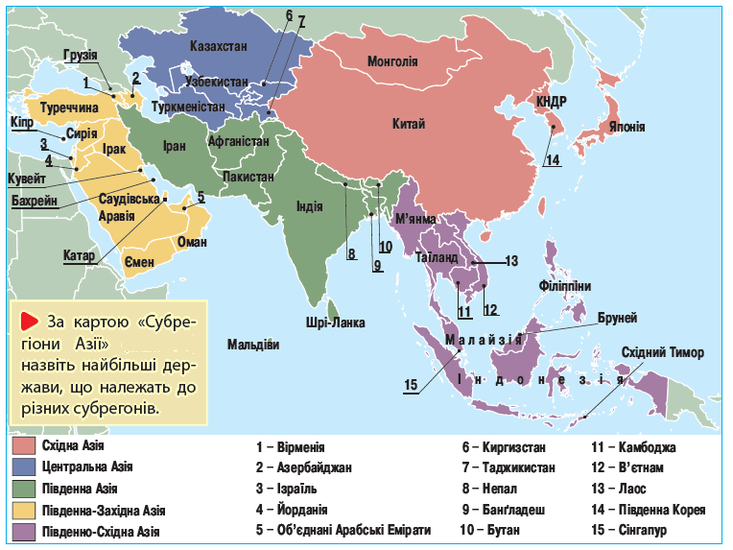 6
7
Казахстан
Монголія
Грузія
1
2
Узбекистан
Туркменістан
КНДР
Туреччина
Китай
Японія
Кіпр
Сирія
Іран
Афганістан
3
Ірак
4
14
Пакистан
Кувейт
Бахрейн
Саудівська
Аравія
5
Індія
М’янма
Оман
10
Катар
8
9
Таїланд
13
Ємен
Філіппіни
11
12
Бруней
Шрі-Ланка
Мальдіви
Малайзія
Східний Тимор
15
Індонезія
За картою «Субре-
гіони Азії»
назвіть найбільші дер-
жави, що належать до
різних субрегонів.
Східна Азія
Центральна Азія
Південна Азія
Південна-Західна Азія
Південно-Східна Азія
1 – Вірменія
2 – Азербайджан
3 – Ізраїль
4 – Йорданія
5 – Об’єднані Арабські Емірати
6 – Киргизстан
7 – Таджикистан
8 – Непал
9 – Банґладеш
10 – Бутан
11 – Камбоджа
12 – В’єтнам
13 – Лаос
14 – Південна Корея
15 – Сінгапур